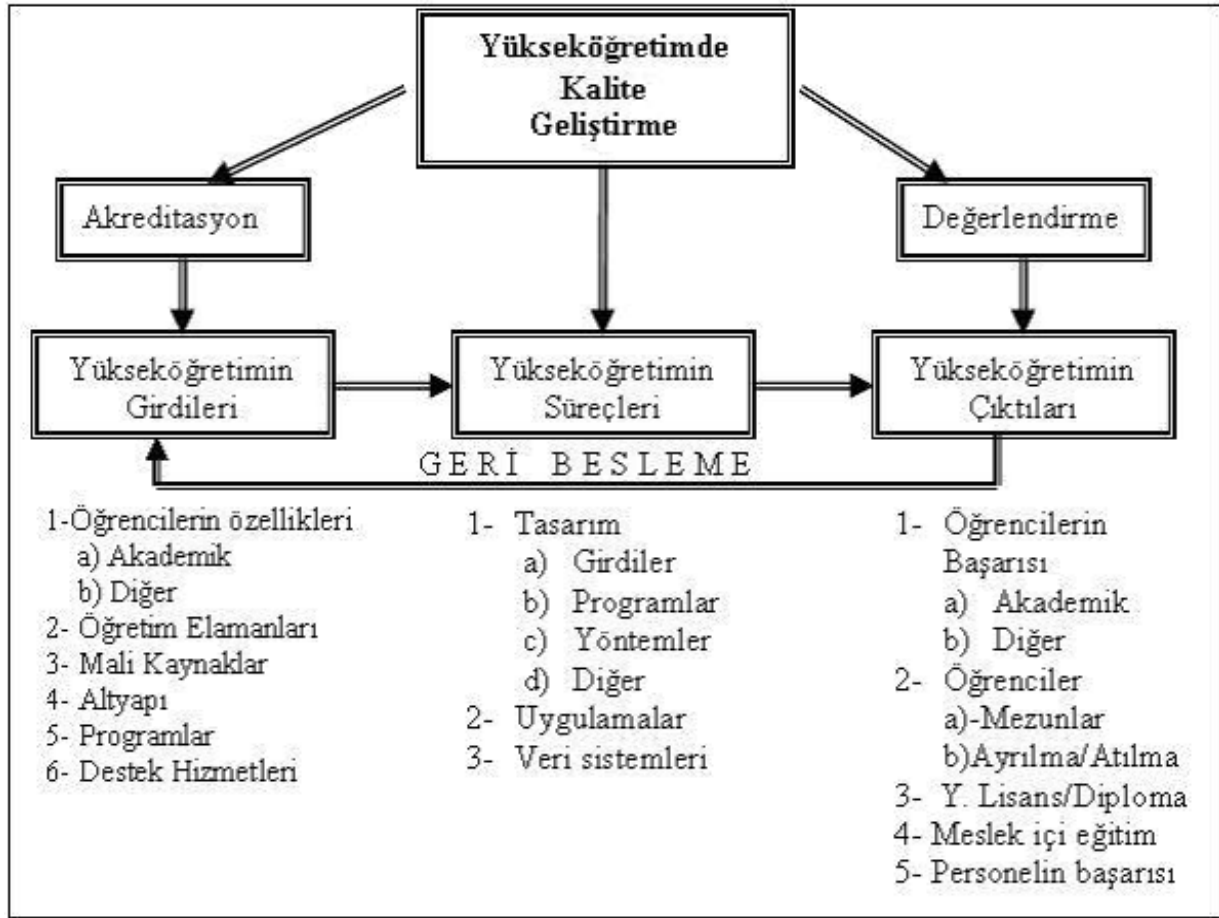 Yükseköğretimde
Kalite
Geliştirme
Akreditasyon
Değerlendirme
Yükseköğretimin
Girdileri
Yükseköğretimin
Süreçleri
Yükseköğretimin
Çıktıları
GERİ BESLEME
1-Öğrencilerin özellikleri
a) Akademik
b) Diğer
2- Öğretim Elamanları
3- Mali Kaynaklar
4- Altyapı
5- Programlar
6- Destek Hizmetleri
1- Tasarım
a) Girdiler
b) Programlar
c) Yöntemler
d) Diğer
2- Uygulamalar
3- Veri sistemleri
1- Öğrencilerin
Başarısı
a) Akademik
b) Diğer
2- Öğrenciler
a)-Mezunlar
b)Ayrılma/Atılma
3- Y. Lisans/Diploma
4- Meslek içi eğitim
5- Personelin başarısı